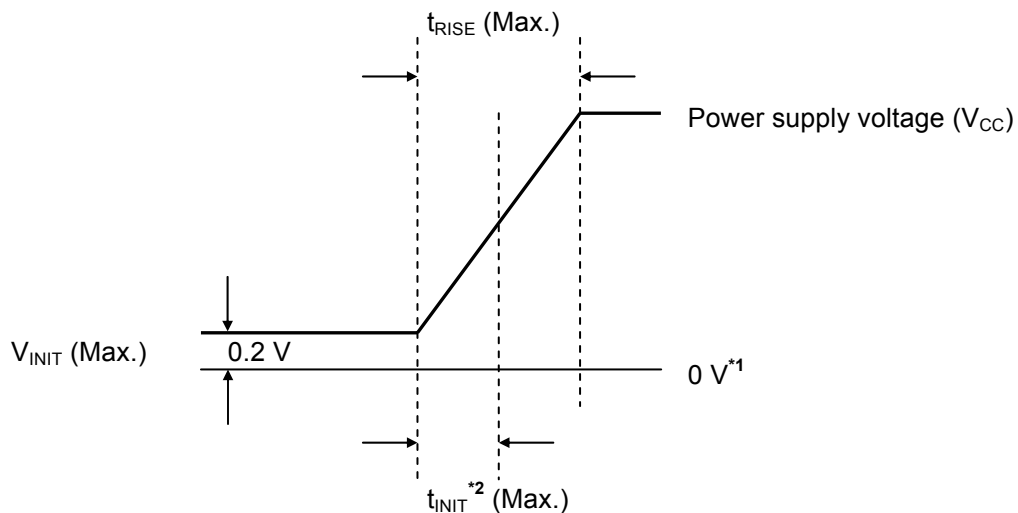 tRISE (Max.)
Power supply voltage (VCC)
VINIT (Max.)
0.2 V
0 V*1
tINIT*2 (Max.)